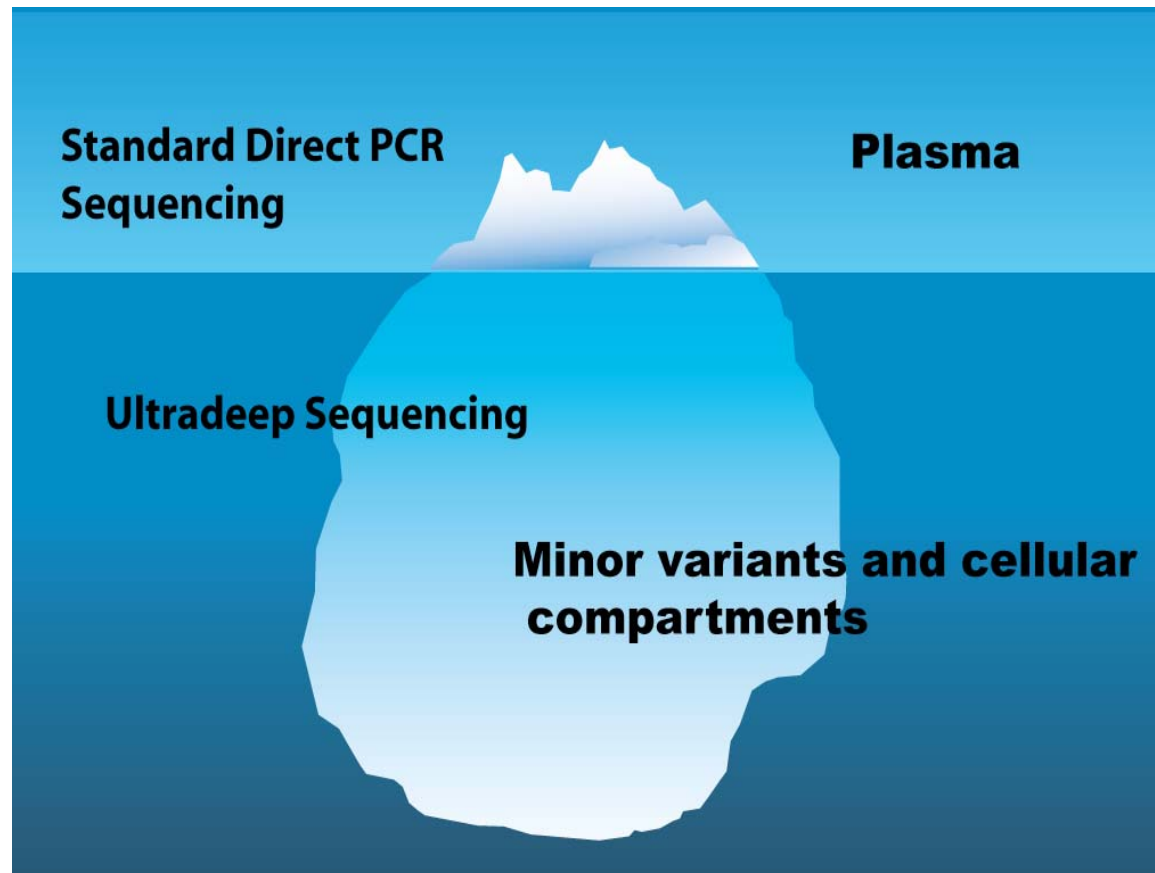 Standard Direct PCR
Sequencing
Plasma
Ultradeep Sequencing
Minor variants and cellular
compartments